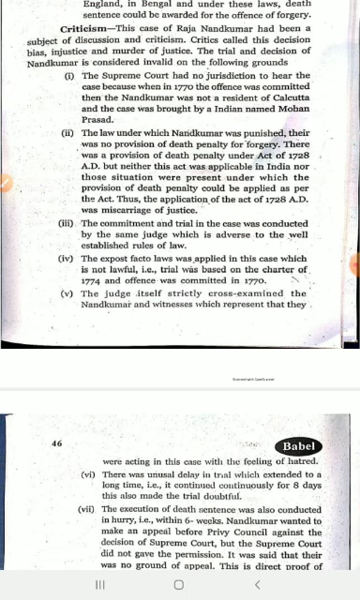 England, in Bengal and under these laws, death
sentence could be awarded for the offence of forgery.
Criticism—This case of Raja Nandkumar had been a
subject of discussion and criticism. Critics called this decision
bias, injustice and murder of justice. The trial and decision of
Nandkumar is considered invalid on the following grounds
(i) The Supreme Court had no jurisdiction to hear the
case because when in 1770 the offence was committed
then the Nandkumar was not a resident of Calcutta
and the case was brought by a Indian named Mohan
Prasad.
(ii) The law under which Nandkumar was punished, their
was no provision of death penalty for forgery. There
was a provision of death penalty under Act of 1728
A.D. but neither this act was applicable in India nor
those situations were present under which the
provision of death penalty could be applied as per
the Act. Thus, the application of the act of 1728 A.D.
was miscarriage of justice.
(iii) The commitment and trial in the case was conducted
by the same judge which is adverse to the well
established rules of law.
(iv) The expost facto laws was applied in this case which
is not lawful, i.e., trial was based on the charter of
1774 and offence was committed in 1770.
(v) The judge itself strictly cross-examined the
Nandkumar and witnesses which represent that they
46
Babel
were acting in this case with the feeling of hatred.
(vi) There was unusal delay in trial which extended to a
long time, i.e., it continued continuously for 8 days
this also made the trial doubtful.
(vii) The execution of death sentence was also conducted
in hurry, i.e., within 6- weeks. Nandkumar wanted to
make an appeal before Privy Council against the
decision of Supreme Court, but the Supreme Court
did not gave the permission. It was said that their
was no ground of appeal. This is direct proof of